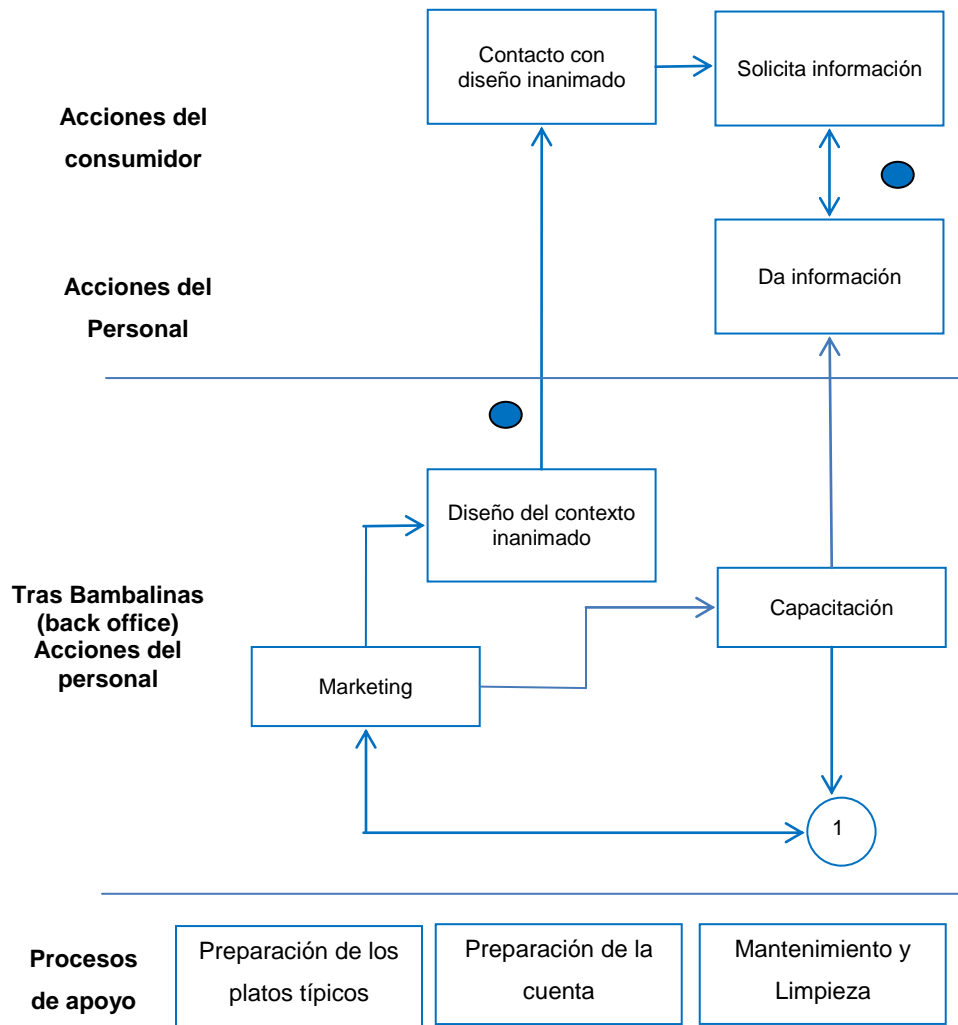 Contacto con
diseño inanimado
Solicita información
Acciones del
consumidor
Da información
Acciones del
Personal
Diseño del contexto
inanimado
Tras Bambalinas
(back office)
Acciones del
personal
Capacitación
Marketing
1
Procesos
de apoyo
Preparación de los
platos típicos
Preparación de la
cuenta
Mantenimiento y
Limpieza